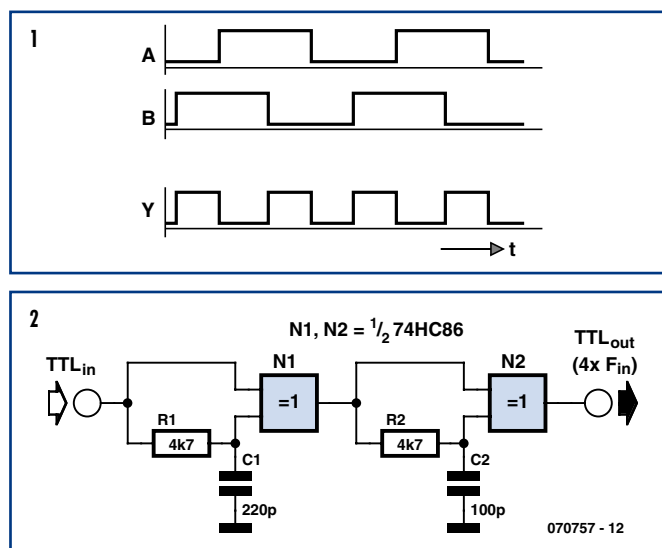 1
A
B
Y
t
2
N1, N2 = 1/2 74HC86
TTLin
TTLout
(4x Fin)
N1
N2
=1
=1
R1
4k7
R2
4k7
C1
220p
C2
100p
070757 - 12